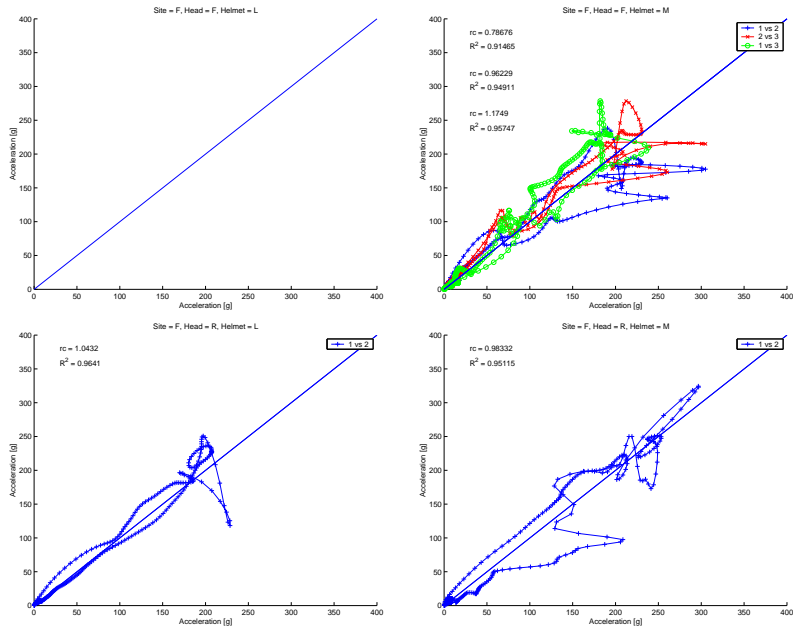 Site = F, Head = F, Helmet = L
400
350
300
250
200
150
100
50
0
Acceleration [g]
0 50 100 150 200 250 300 350 400
Acceleration [g]
Site = F, Head = F, Helmet = M
rc = 0.78676
R² = 0.91465
rc = 0.96229
R² = 0.94911
rc = 1.1749
R² = 0.95747
1 vs 2
2 vs 3
1 vs 3
400
350
300
250
200
150
100
50
0
Acceleration [g]
0 50 100 150 200 250 300 350 400
Acceleration [g]
Site = F, Head = R, Helmet = L
rc = 1.0432
R² = 0.9641
1 vs 2
400
350
300
250
200
150
100
50
0
Acceleration [g]
0 50 100 150 200 250 300 350 400
Acceleration [g]
Site = F, Head = R, Helmet = M
rc = 0.98332
R² = 0.95115
1 vs 2
400
350
300
250
200
150
100
50
0
Acceleration [g]
0 50 100 150 200 250 300 350 400
Acceleration [g]